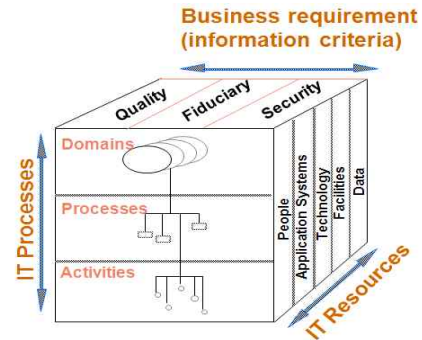 Business requirement
(information criteria)
Quality
Fiduciary
Security
Domains
Processes
Activities
IT Processes
People
Application Systems
Technology
Facilities
Data
IT Resources